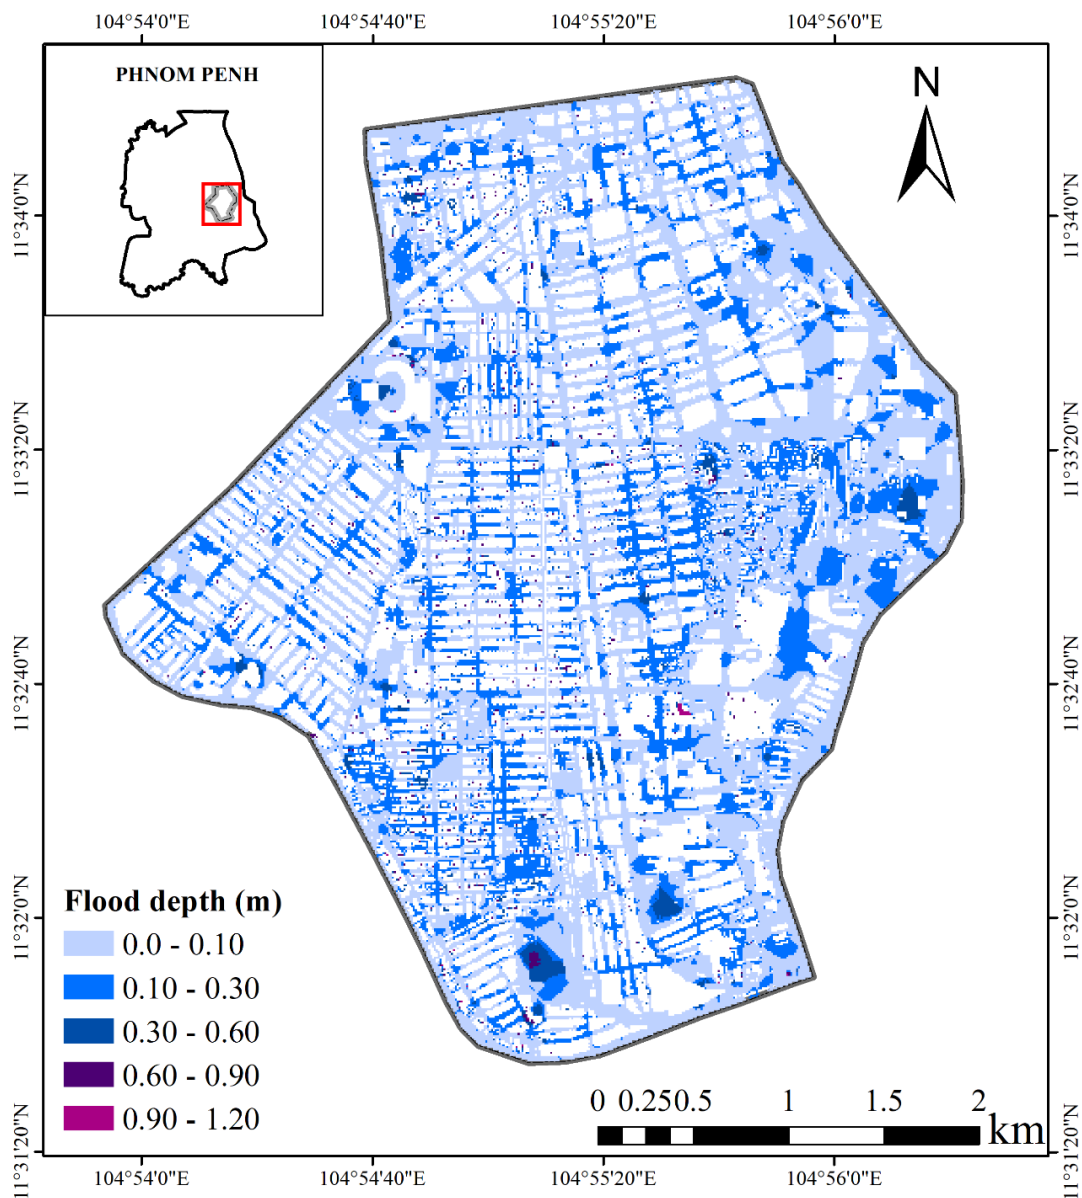 104°54'0"E
104°54'40"E
104°55'20"E
104°56'0"E
PHNOM PENH
N
11°34'0"N
11°34'0"N
11°33'20"N
11°33'20"N
11°32'40"N
11°32'40"N
11°32'0"N
11°32'0"N
11°31'20"N
11°31'20"N
Flood depth (m)
0.0 - 0.10
0.10 - 0.30
0.30 - 0.60
0.60 - 0.90
0.90 - 1.20
0 0.25 0.5 1 1.5 2
km
104°54'0"E
104°54'40"E
104°55'20"E
104°56'0"E